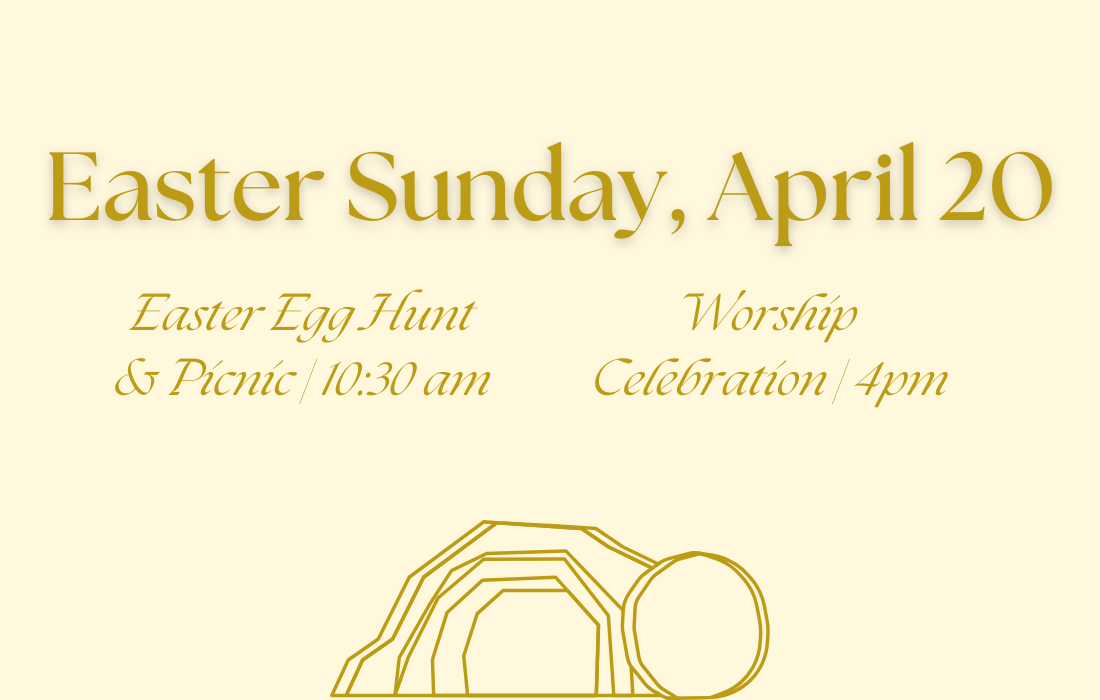 Easter Sunday, April 20
Easter Egg Hunt
& Picnic | 10:30 am
Worship
Celebration | 4pm